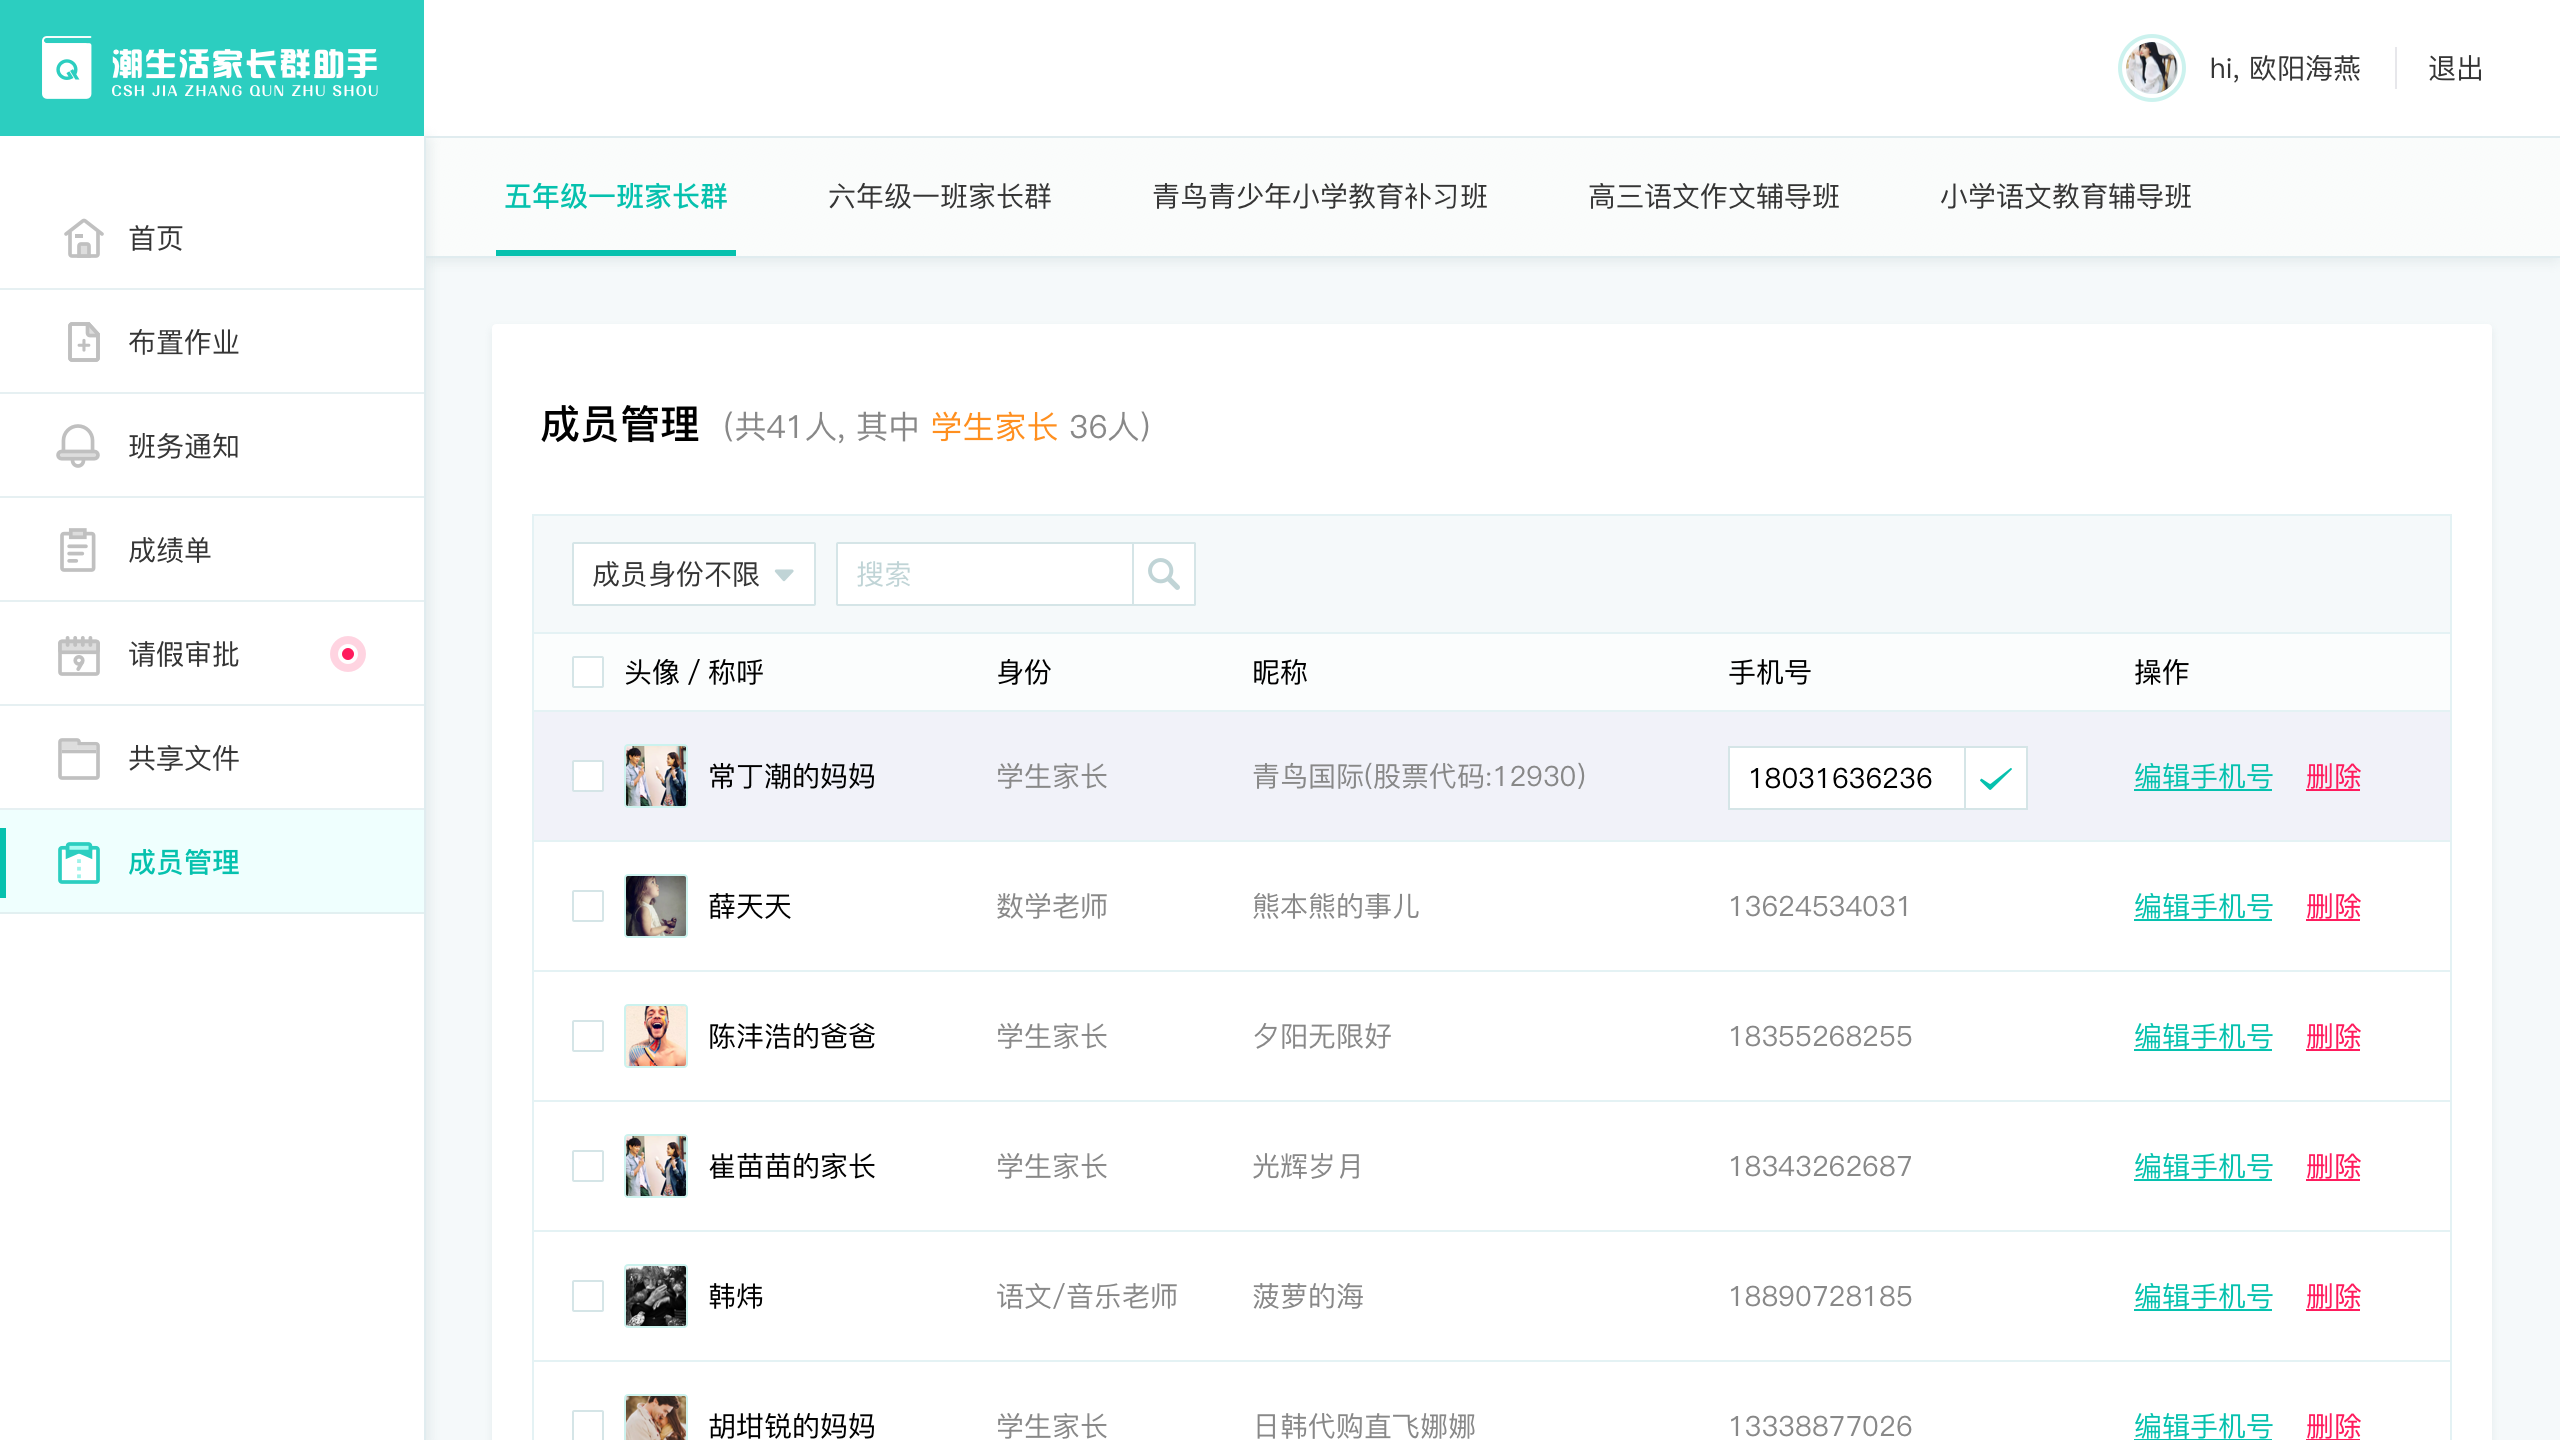 潮生活家长群助手
CSH JIA ZHANG QUN ZHU SHOU
hi, 欧阳海燕 退出
五年级一班家长群 六年级一班家长群 青鸟青少年小学教育补习班 高三语文作文辅导班 小学语文教育辅导班
首页
布置作业
班务通知
成绩单
请假审批
共享文件
成员管理
成员管理 (共41人, 其中 学生家长 36人)
成员身份不限 搜索
头像 / 称呼 身份 昵称 手机号 操作
常丁潮的妈妈 学生家长 青鸟国际(股票代码:12930) 18031636236 编辑手机号 删除
薛天天 数学老师 熊本熊的事儿 13624534031 编辑手机号 删除
陈沣浩的爸爸 学生家长 夕阳无限好 18355268255 编辑手机号 删除
崔苗苗的家长 学生家长 光辉岁月 18343262687 编辑手机号 删除
韩炜 语文/音乐老师 菠萝的海 18890728185 编辑手机号 删除
胡坩锐的妈妈 学生家长 日韩代购直飞娜娜 13338877026 编辑手机号 删除